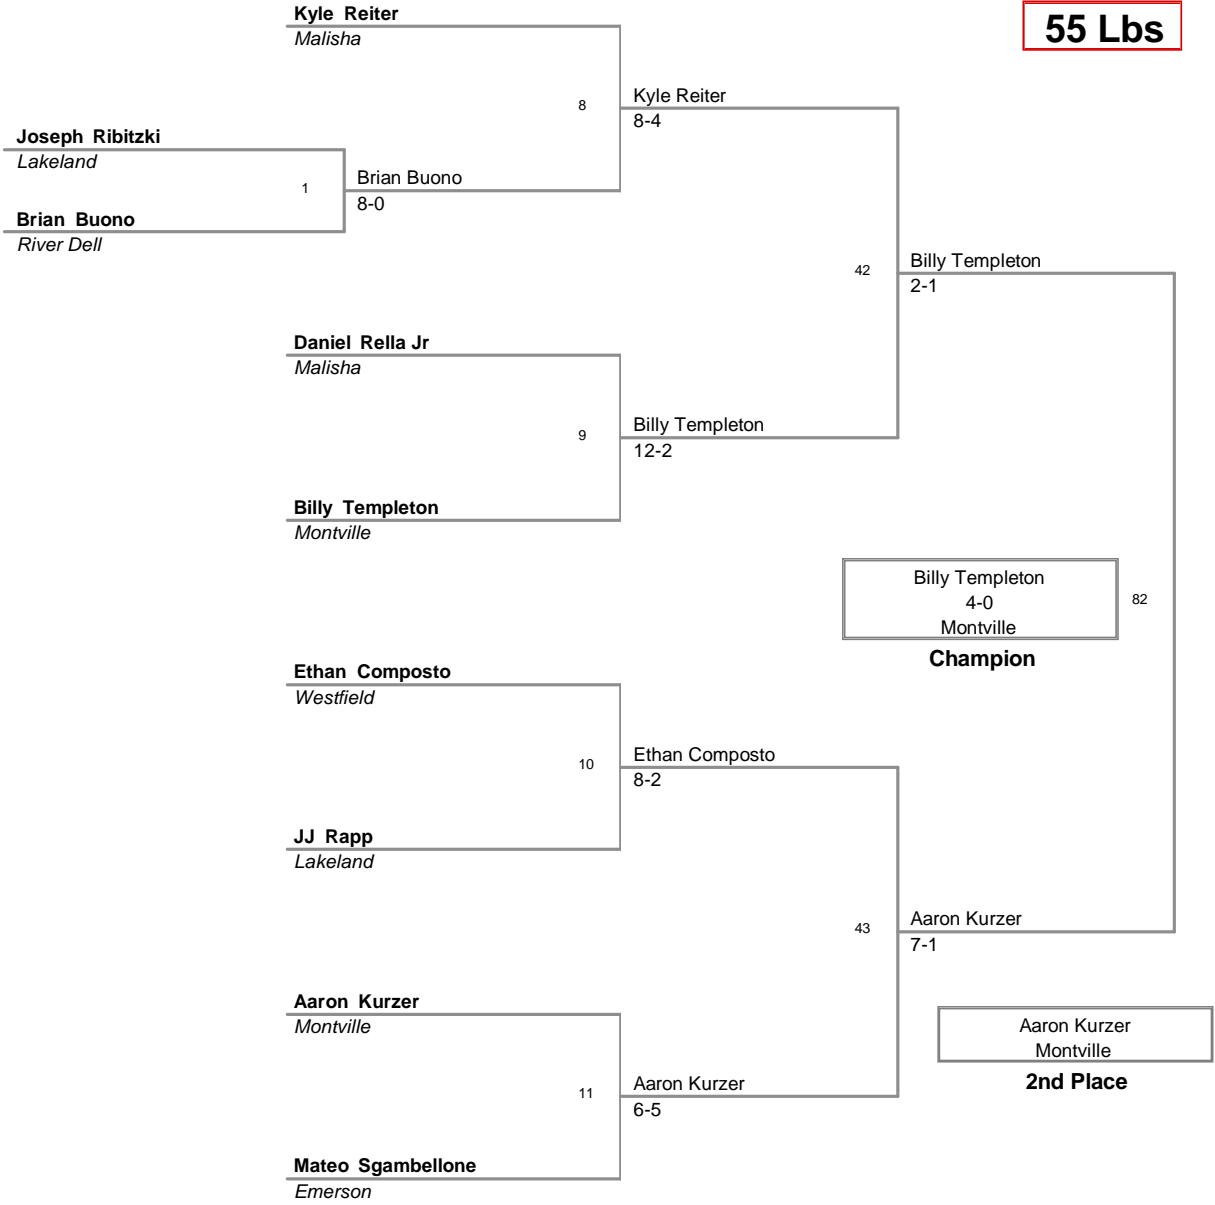 Kyle Reiter
Malisha
55 Lbs
8
Kyle Reiter
8-4
Joseph Ribitzki
Lakeland
1
Brian Buono
8-0
Brian Buono
River Dell
42
Billy Templeton
2-1
Daniel Rella Jr
Malisha
9
Billy Templeton
12-2
Billy Templeton
Montville
Billy Templeton
4-0
Montville
82
Champion
Ethan Composto
Westfield
10
Ethan Composto
8-2
JJ Rapp
Lakeland
43
Aaron Kurzer
7-1
Aaron Kurzer
Montville
Aaron Kurzer
Montville
2nd Place
11
Aaron Kurzer
6-5
Mateo Sgambellone
Emerson